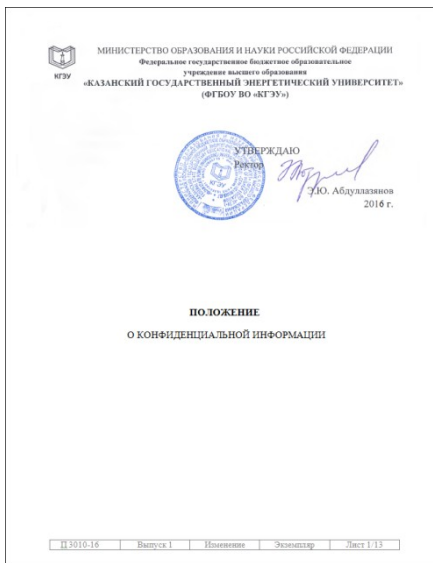 МИНИСТЕРСТВО ОБРАЗОВАНИЯ И НАУКИ РОССИЙСКОЙ ФЕДЕРАЦИИ
Федеральное государственное бюджетное образовательное
учреждение высшего образования
КГЭУ
«КАЗАНСКИЙ ГОСУДАРСТВЕННЫЙ ЭНЕРГЕТИЧЕСКИЙ УНИВЕРСИТЕТ»
(ФГБОУ ВО «КГЭУ»)
УТВЕРЖДАЮ
Ректор
КГЭУ
Э.Ю. Абдуллазянов
2016 г.
ПОЛОЖЕНИЕ
О КОНФИДЕНЦИАЛЬНОЙ ИНФОРМАЦИИ
П 3010-16 Выпуск 1 Изменение Экземпляр Лист 1/13